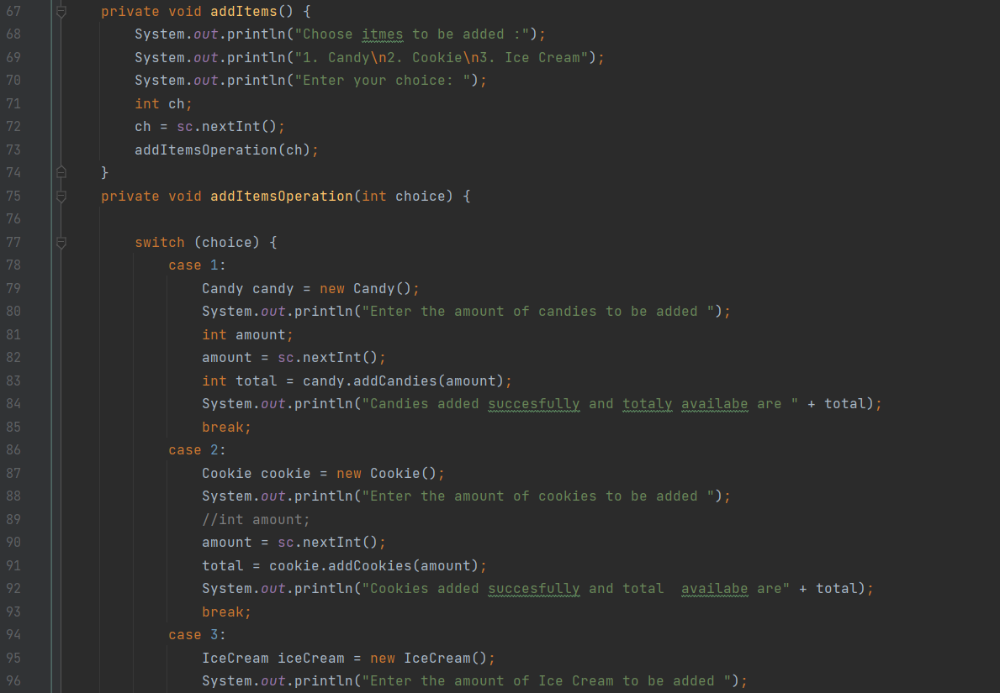 67 private void addItems() {
68 System.out.println("Choose itmes to be added :");
69 System.out.println("1. Candy\n2. Cookie\n3. Ice Cream");
70 System.out.println("Enter your choice: ");
71 int ch;
72 ch = sc.nextInt();
73 addItemsOperation(ch);
74 }
75 private void addItemsOperation(int choice) {
76
77 switch (choice) {
78 case 1:
79 Candy candy = new Candy();
80 System.out.println("Enter the amount of candies to be added ");
81 int amount;
82 amount = sc.nextInt();
83 int total = candy.addCandies(amount);
84 System.out.println("Candies added succesfully and totaly availabe are " + total);
85 break;
86 case 2:
87 Cookie cookie = new Cookie();
88 System.out.println("Enter the amount of cookies to be added ");
89 //int amount;
90 amount = sc.nextInt();
91 total = cookie.addCookies(amount);
92 System.out.println("Cookies added succesfully and total  availabe are" + total);
93 break;
94 case 3:
95 IceCream iceCream = new IceCream();
96 System.out.println("Enter the amount of Ice Cream to be added ");